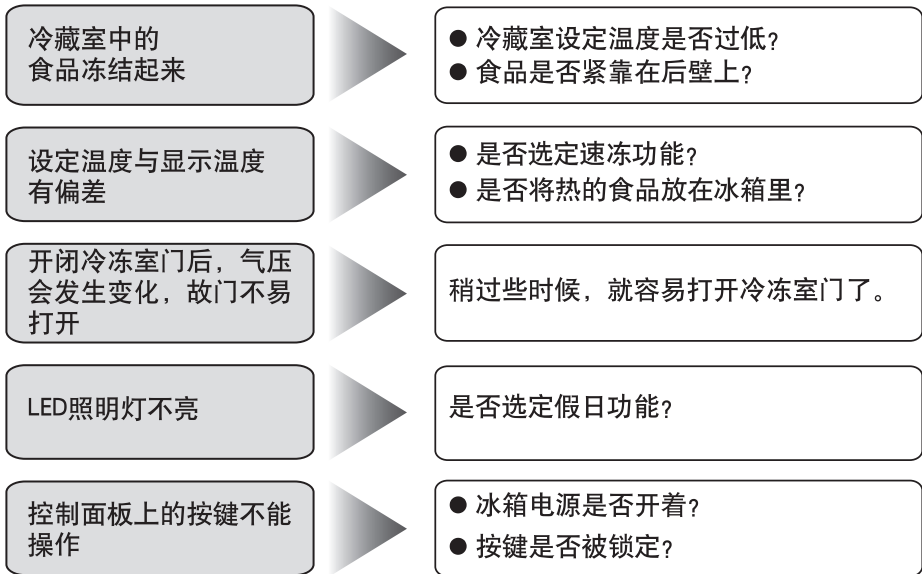 冷藏室中的
食品冻结起来
● 冷藏室设定温度是否过低?
● 食品是否紧靠在后壁上?
设定温度与显示温度
有偏差
● 是否选定速冻功能?
● 是否将热的食品放在冰箱里?
开闭冷冻室门后，气压
会发生变化，故门不易
打开
稍过些时候，就容易打开冷冻室门了。
LED照明灯不亮
是否选定假日功能?
控制面板上的按键不能
操作
● 冰箱电源是否开着?
● 按键是否被锁定?